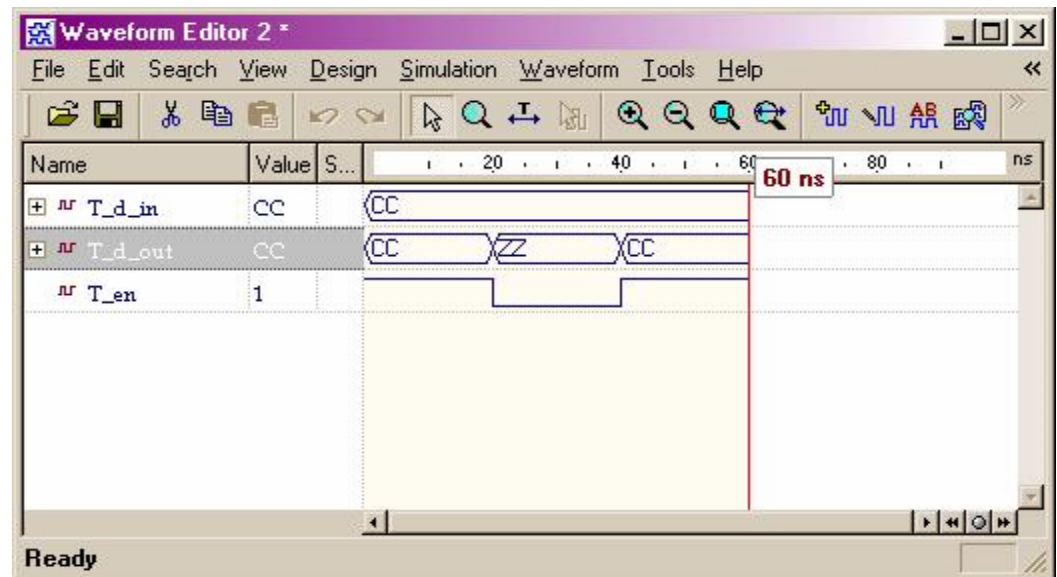 Waveform Editor 2 *
File Edit Search View Design Simulation Waveform Tools Help
Name Value S... 20 40 60 80 ns
60 ns
T_d_in CC CC
T_d_out CC CC ZZ CC
T_en 1
Ready